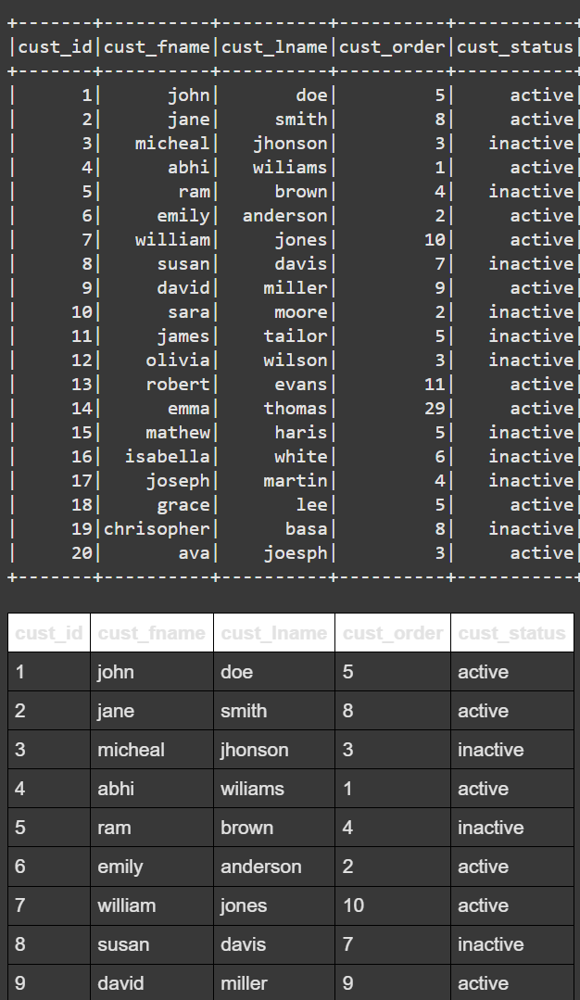 +-------+----------+----------+----------+-----------+
|cust_id|cust_fname|cust_lname|cust_order|cust_status|
+-------+----------+----------+----------+-----------+
|      1|      john|       doe|         5|     active|
|      2|      jane|     smith|         8|     active|
|      3|   micheal|   jhonson|         3|   inactive|
|      4|      abhi|   wiliams|         1|     active|
|      5|       ram|     brown|         4|   inactive|
|      6|     emily|  anderson|         2|     active|
|      7|   william|     jones|        10|     active|
|      8|     susan|     davis|         7|   inactive|
|      9|     david|    miller|         9|     active|
|     10|      sara|     moore|         2|   inactive|
|     11|     james|    tailor|         5|   inactive|
|     12|    olivia|    wilson|         3|   inactive|
|     13|    robert|     evans|        11|     active|
|     14|      emma|    thomas|        29|     active|
|     15|    mathew|     haris|         5|   inactive|
|     16|  isabella|     white|         6|   inactive|
|     17|    joseph|    martin|         4|   inactive|
|     18|     grace|       lee|         5|     active|
|     19|chrisopher|      basa|         8|   inactive|
|     20|       ava|    joesph|         3|     active|
+-------+----------+----------+----------+-----------+
cust_id cust_fname cust_lname cust_order cust_status
1 john doe 5 active
2 jane smith 8 active
3 micheal jhonson 3 inactive
4 abhi wiliams 1 active
5 ram brown 4 inactive
6 emily anderson 2 active
7 william jones 10 active
8 susan davis 7 inactive
9 david miller 9 active